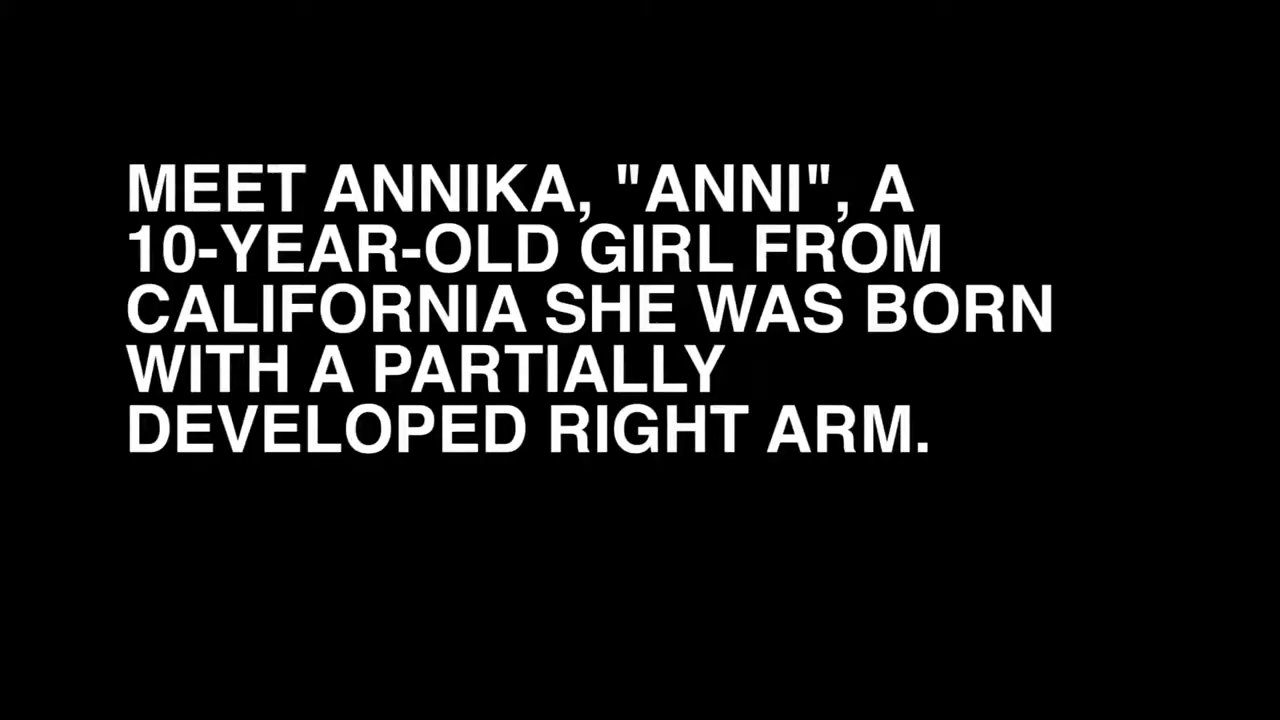 MEET ANNIKA, "ANNI", A
10-YEAR-OLD GIRL FROM
CALIFORNIA SHE WAS BORN
WITH A PARTIALLY
DEVELOPED RIGHT ARM.